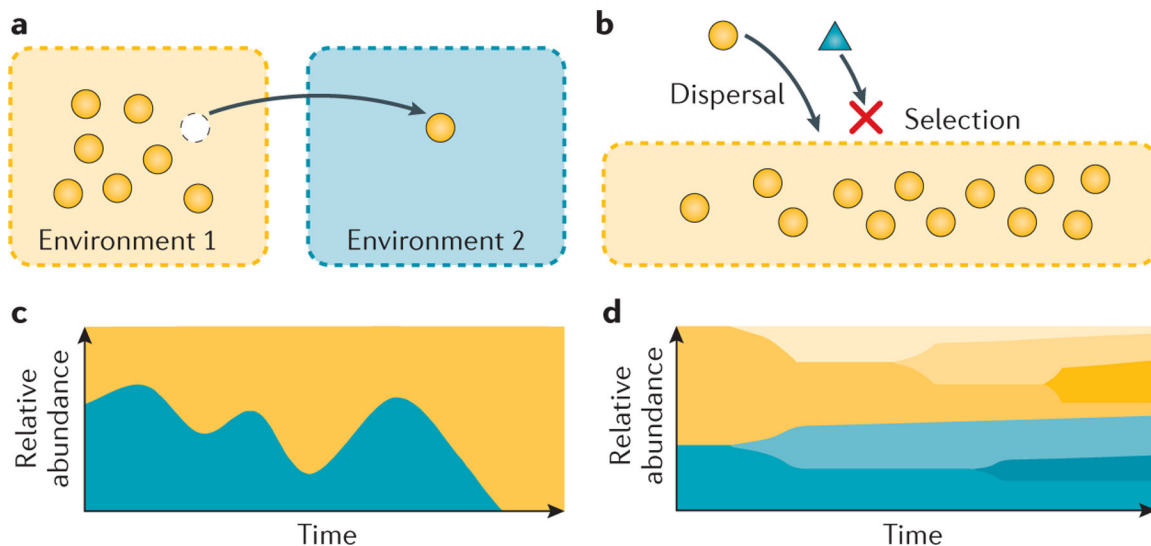 a
Environment 1
Environment 2
b
Dispersal
Selection
c
Relative
abundance
Time
d
Relative
abundance
Time